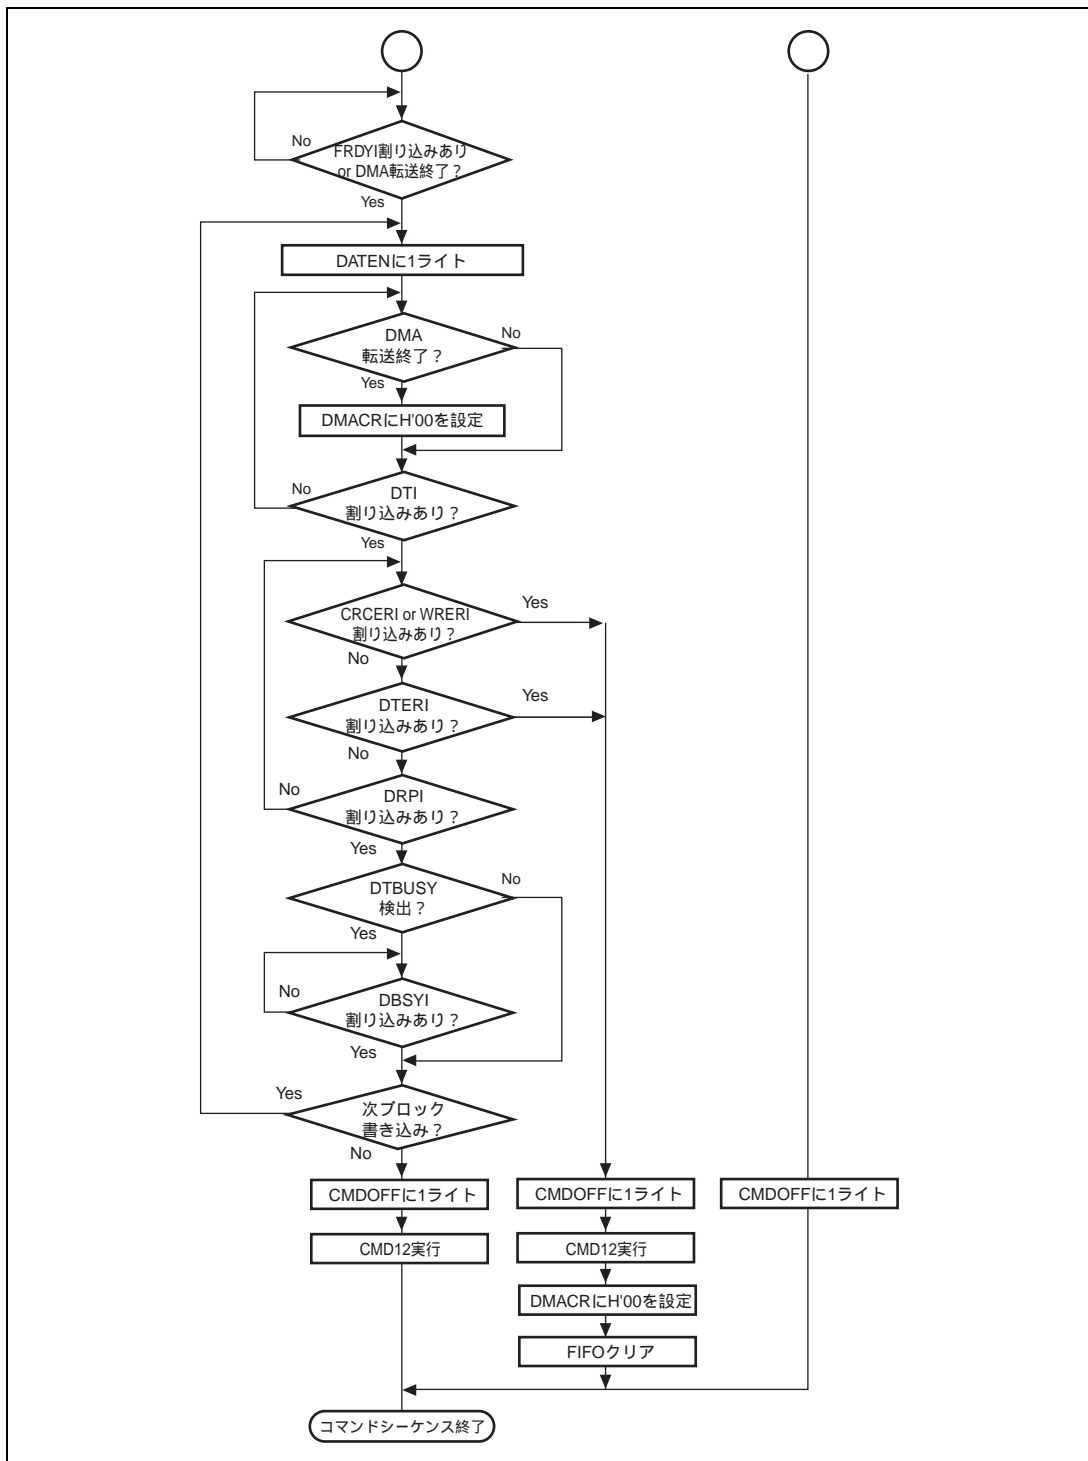 No
FRDYI割り込みあり
or DMA転送終了？
Yes
DATENに1ライト
DMA
転送終了？
No
Yes
DMACRにH'00を設定
No
DTI
割り込みあり？
Yes
CRCERI or WRERI
割り込みあり？
Yes
No
DTERI
割り込みあり？
Yes
No
No
DRPI
割り込みあり？
Yes
DTBUSY
検出？
No
Yes
No
DBSYI
割り込みあり？
Yes
Yes
次ブロック
書き込み？
No
CMDOFFに1ライト
CMDOFFに1ライト
CMDOFFに1ライト
CMD12実行
CMD12実行
DMACRにH'00を設定
FIFOクリア
コマンドシーケンス終了